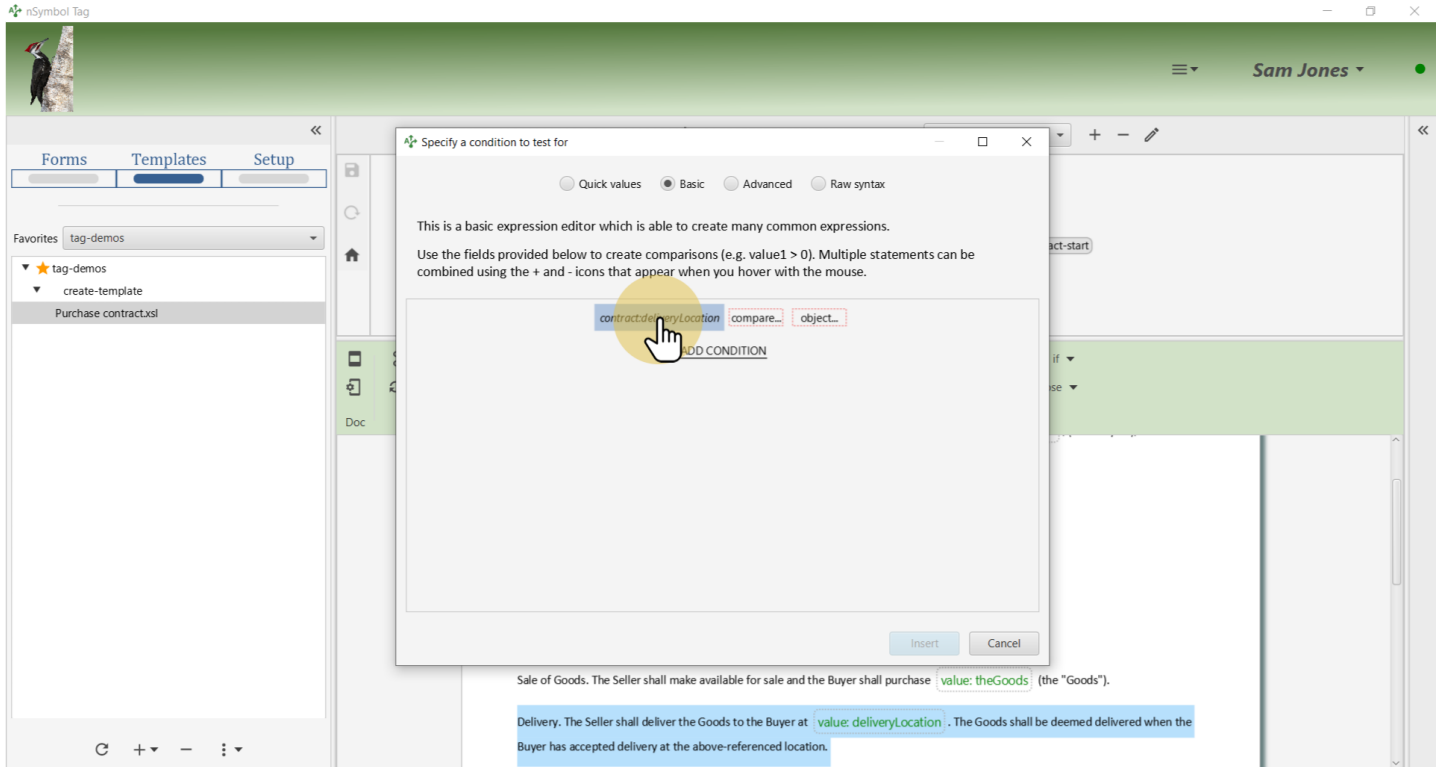 nSymbol Tag
Sam Jones
Forms Templates Setup
Favorites tag-demos
tag-demos
create-template
Purchase contract.xsl
Specify a condition to test for
Quick values Basic Advanced Raw syntax
This is a basic expression editor which is able to create many common expressions.
Use the fields provided below to create comparisons (e.g. value1 > 0). Multiple statements can be
combined using the + and - icons that appear when you hover with the mouse.
contract:deliveryLocation compare... object...
ADD CONDITION
Insert Cancel
act-start
if
Doc
Sale of Goods. The Seller shall make available for sale and the Buyer shall purchase value: theGoods (the "Goods").
Delivery. The Seller shall deliver the Goods to the Buyer at value: deliveryLocation . The Goods shall be deemed delivered when the
Buyer has accepted delivery at the above-referenced location.